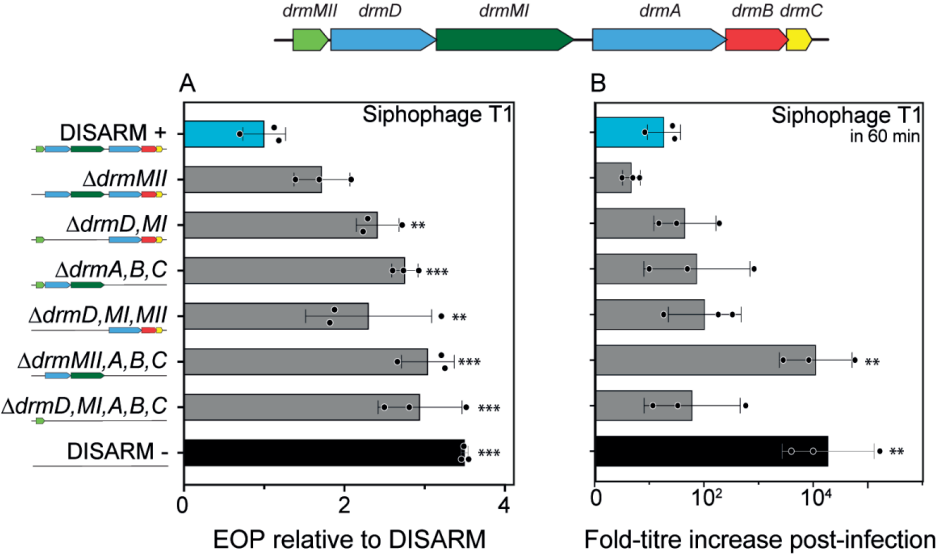 drmMII drmD drmMI drmA drmB drmC
A B
Siphophage T1 Siphophage T1
in 60 min
DISARM +
ΔdrmMII
ΔdrmD,MI
**
ΔdrmA,B,C
***
ΔdrmD,MI,MII
**
ΔdrmMII,A,B,C
*** **
ΔdrmD,MI,A,B,C
***
DISARM -
*** **
0 2 4 0 10² 10⁴
EOP relative to DISARM Fold-titre increase post-infection